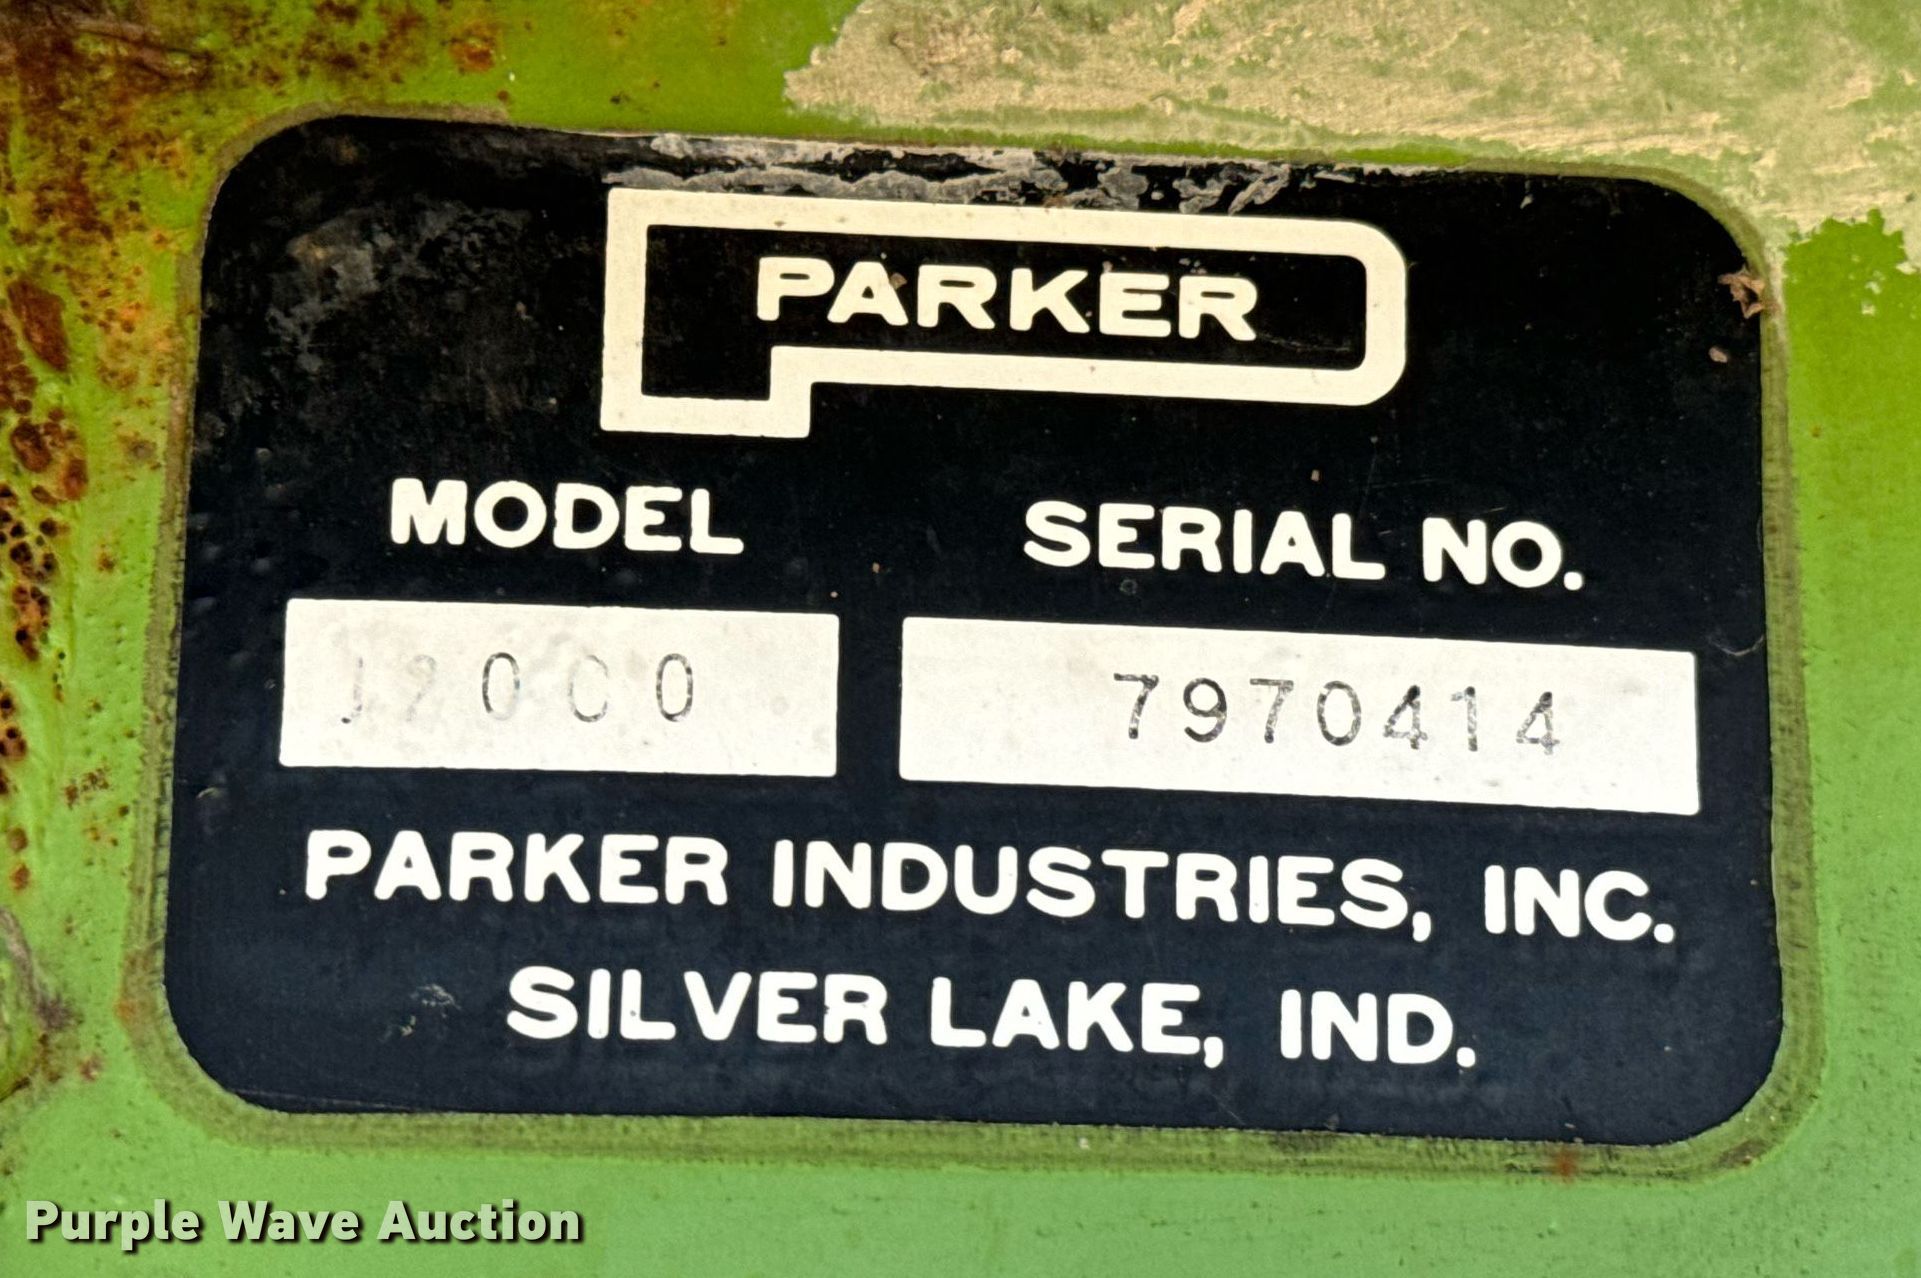 PARKER
MODEL SERIAL NO.
7970414
PARKER INDUSTRIES, INC.
SILVER LAKE, IND.
Purple Wave Auction